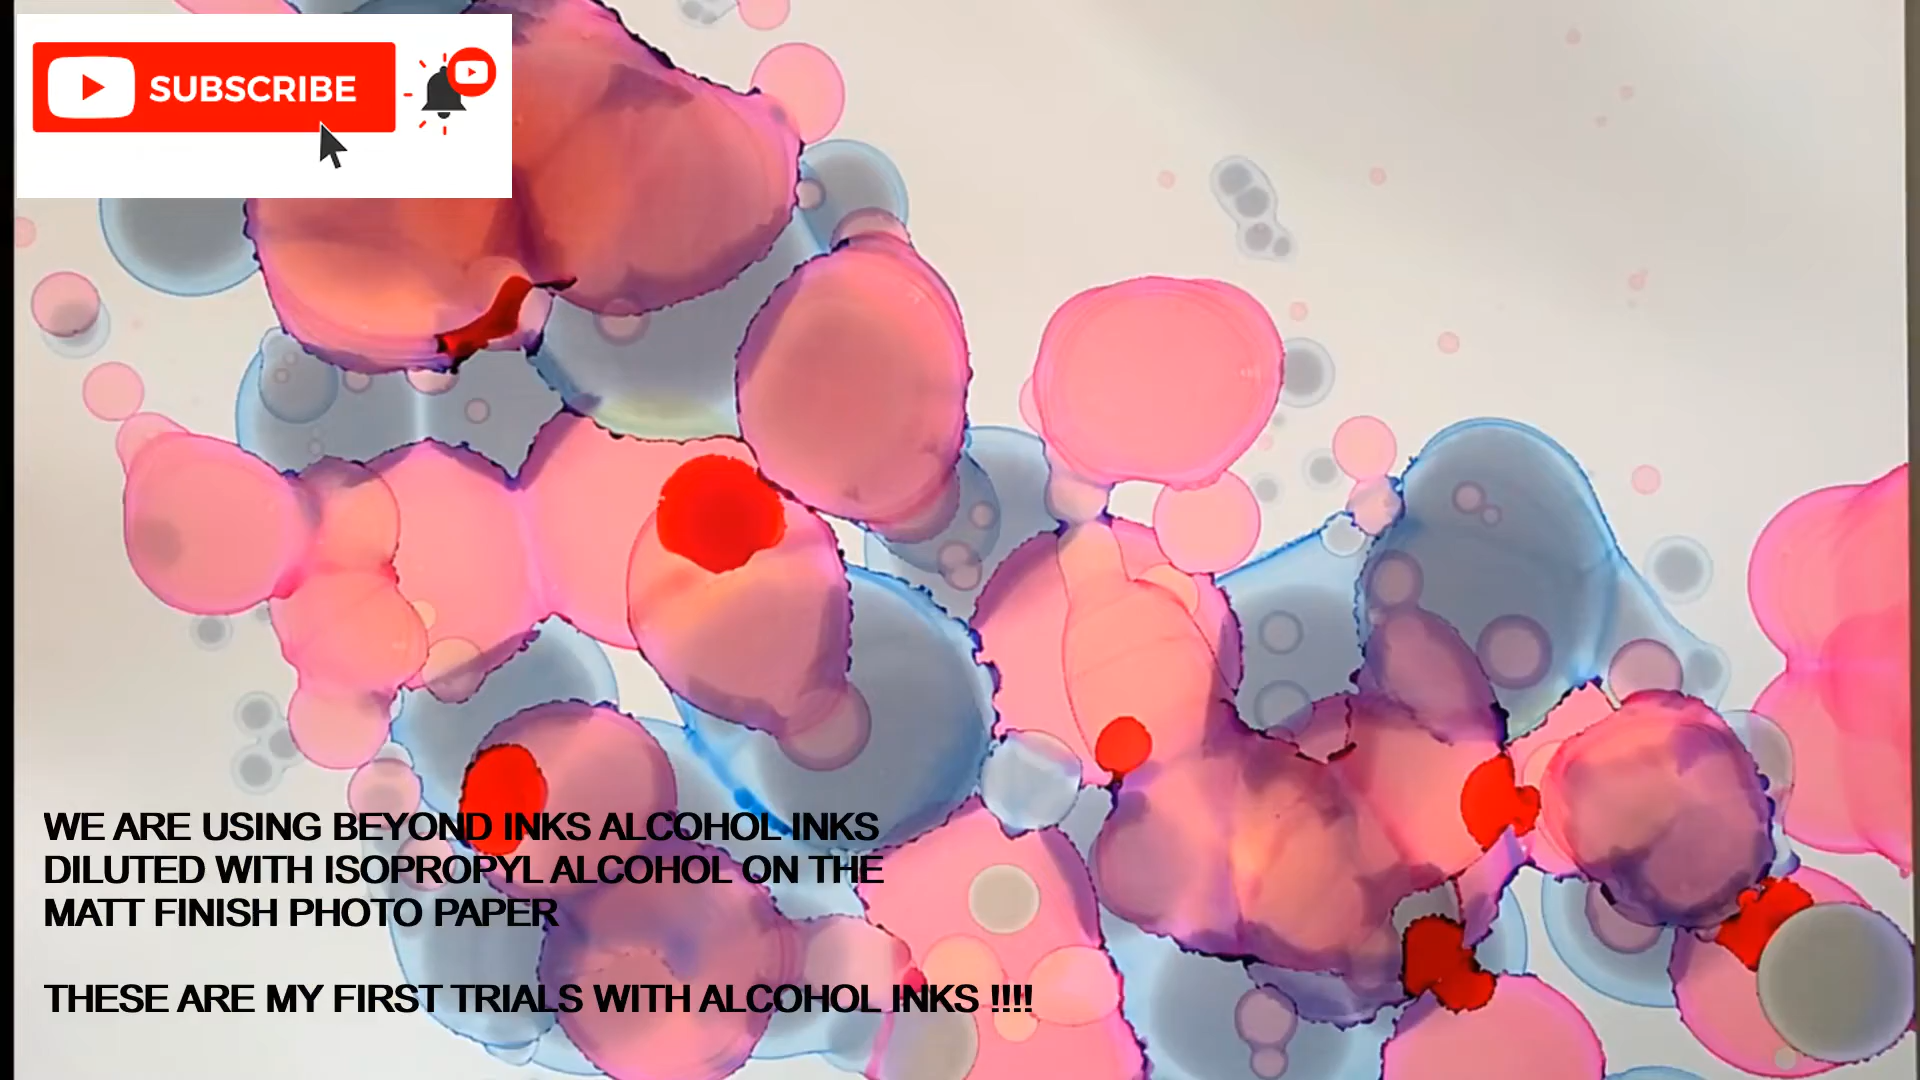 SUBSCRIBE
WE ARE USING BEYOND INKS ALCOHOL INKS
DILUTED WITH ISOPROPYL ALCOHOL ON THE
MATT FINISH PHOTO PAPER
THESE ARE MY FIRST TRIALS WITH ALCOHOL INKS !!!!